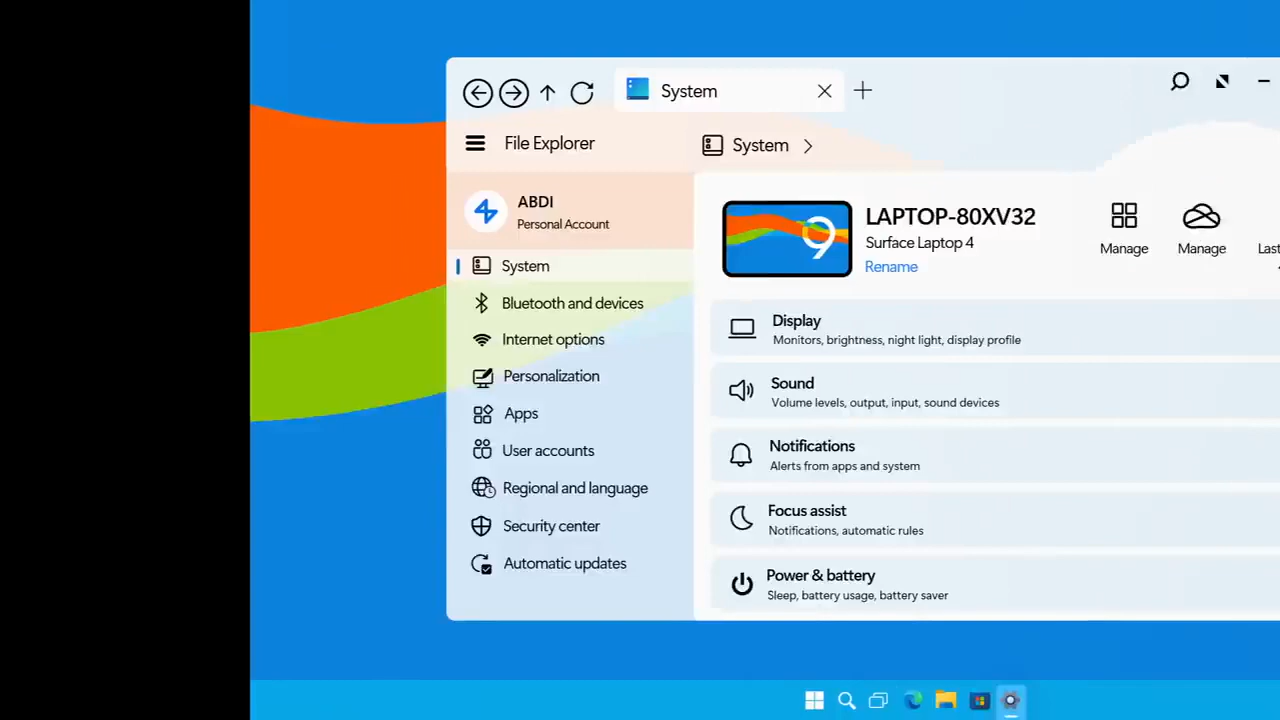 System
File Explorer
System
ABDI
Personal Account
System
Bluetooth and devices
Internet options
Personalization
Apps
User accounts
Regional and language
Security center
Automatic updates
9
LAPTOP-80XV32
Surface Laptop 4
Rename
Manage
Manage
Last
Display
Monitors, brightness, night light, display profile
Sound
Volume levels, output, input, sound devices
Notifications
Alerts from apps and system
Focus assist
Notifications, automatic rules
Power & battery
Sleep, battery usage, battery saver